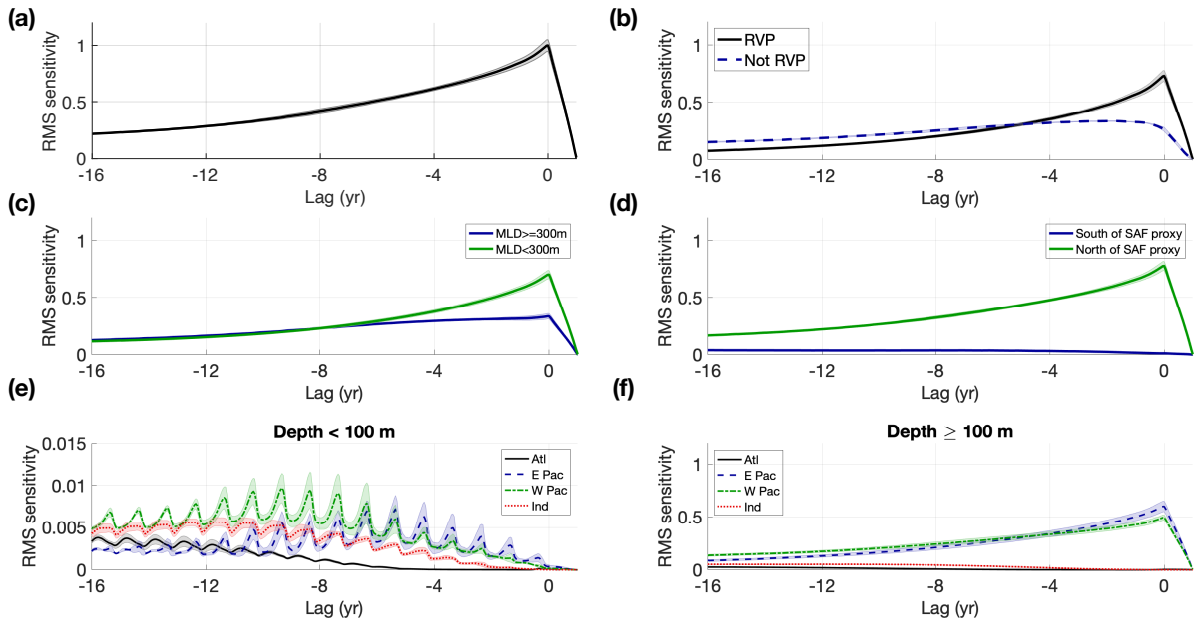 (a)
RMS sensitivity
1
0.5
0
-16 -12 -8 -4 0
Lag (yr)
(b)
RMS sensitivity
1
0.5
0
RVP
Not RVP
-16 -12 -8 -4 0
Lag (yr)
(c)
RMS sensitivity
1
0.5
0
MLD>=300m
MLD<300m
-16 -12 -8 -4 0
Lag (yr)
(d)
RMS sensitivity
1
0.5
0
South of SAF proxy
North of SAF proxy
-16 -12 -8 -4 0
Lag (yr)
(e)
Depth < 100 m
RMS sensitivity
0.015
0.01
0.005
0
Atl
E Pac
W Pac
Ind
-16 -12 -8 -4 0
Lag (yr)
(f)
Depth ≥ 100 m
RMS sensitivity
1
0.5
0
Atl
E Pac
W Pac
Ind
-16 -12 -8 -4 0
Lag (yr)